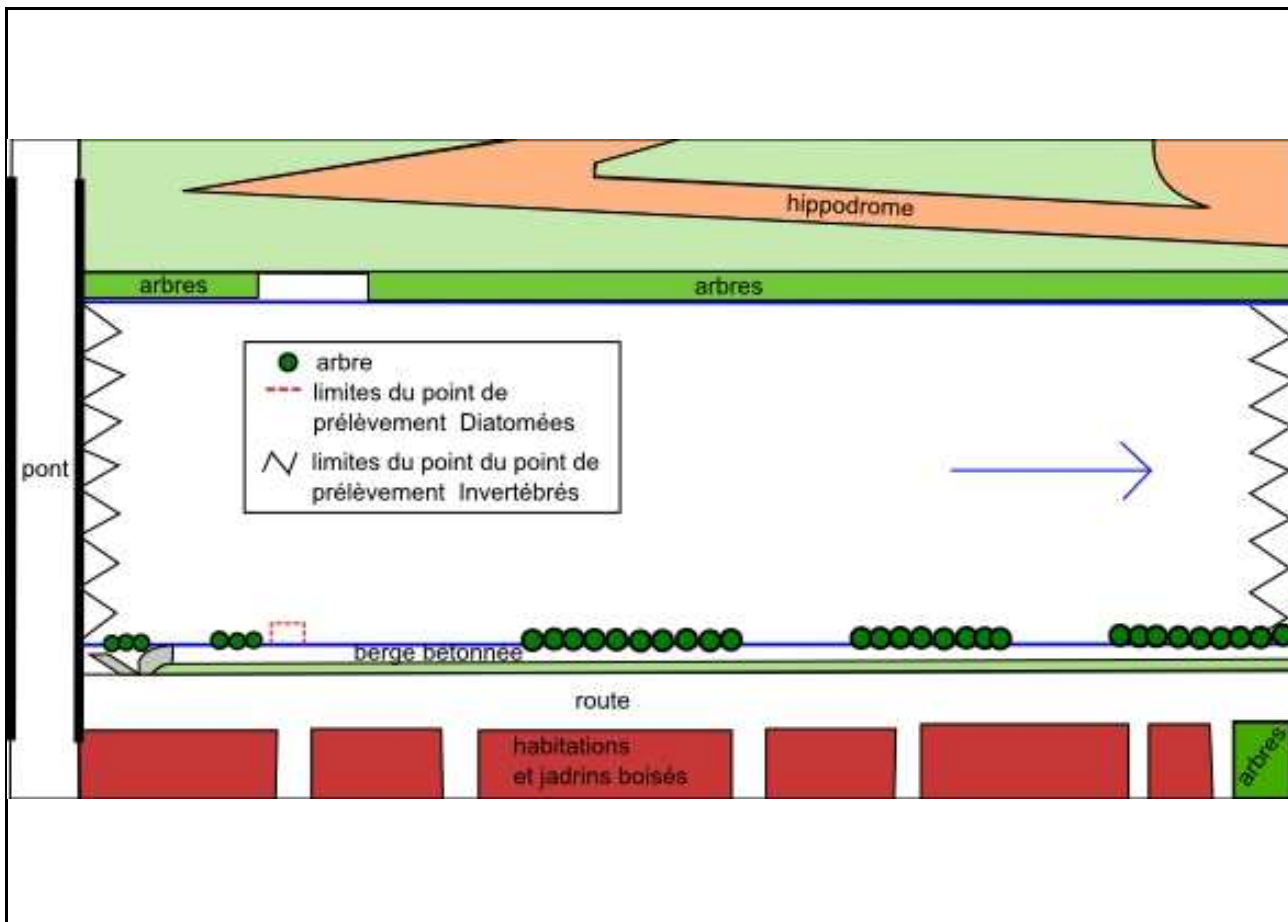 hippodrome
arbres
arbres
arbre
limites du point de
prélèvement Diatomées
limites du point du point de
prélèvement Invertébrés
pont
berge bétonnée
route
habitations
et jadrins boisés
arbres